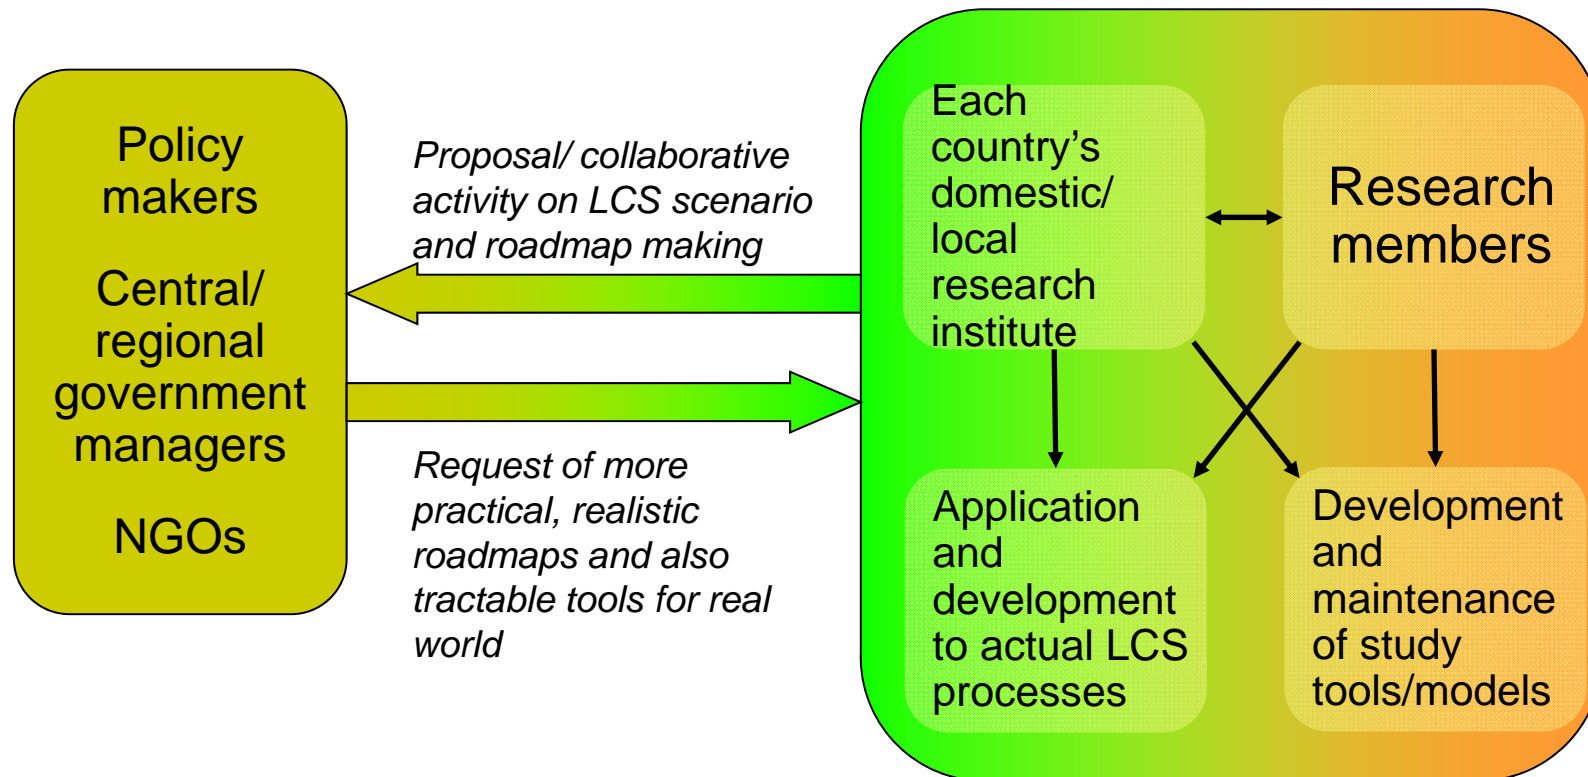 Policy
makers
Central/
regional
government
managers
NGOs
Proposal/ collaborative
activity on LCS scenario
and roadmap making
Request of more
practical, realistic
roadmaps and also
tractable tools for real
world
Each
country’s
domestic/
local
research
institute
Research
members
Application
and
development
to actual LCS
processes
Development
and
maintenance
of study
tools/models